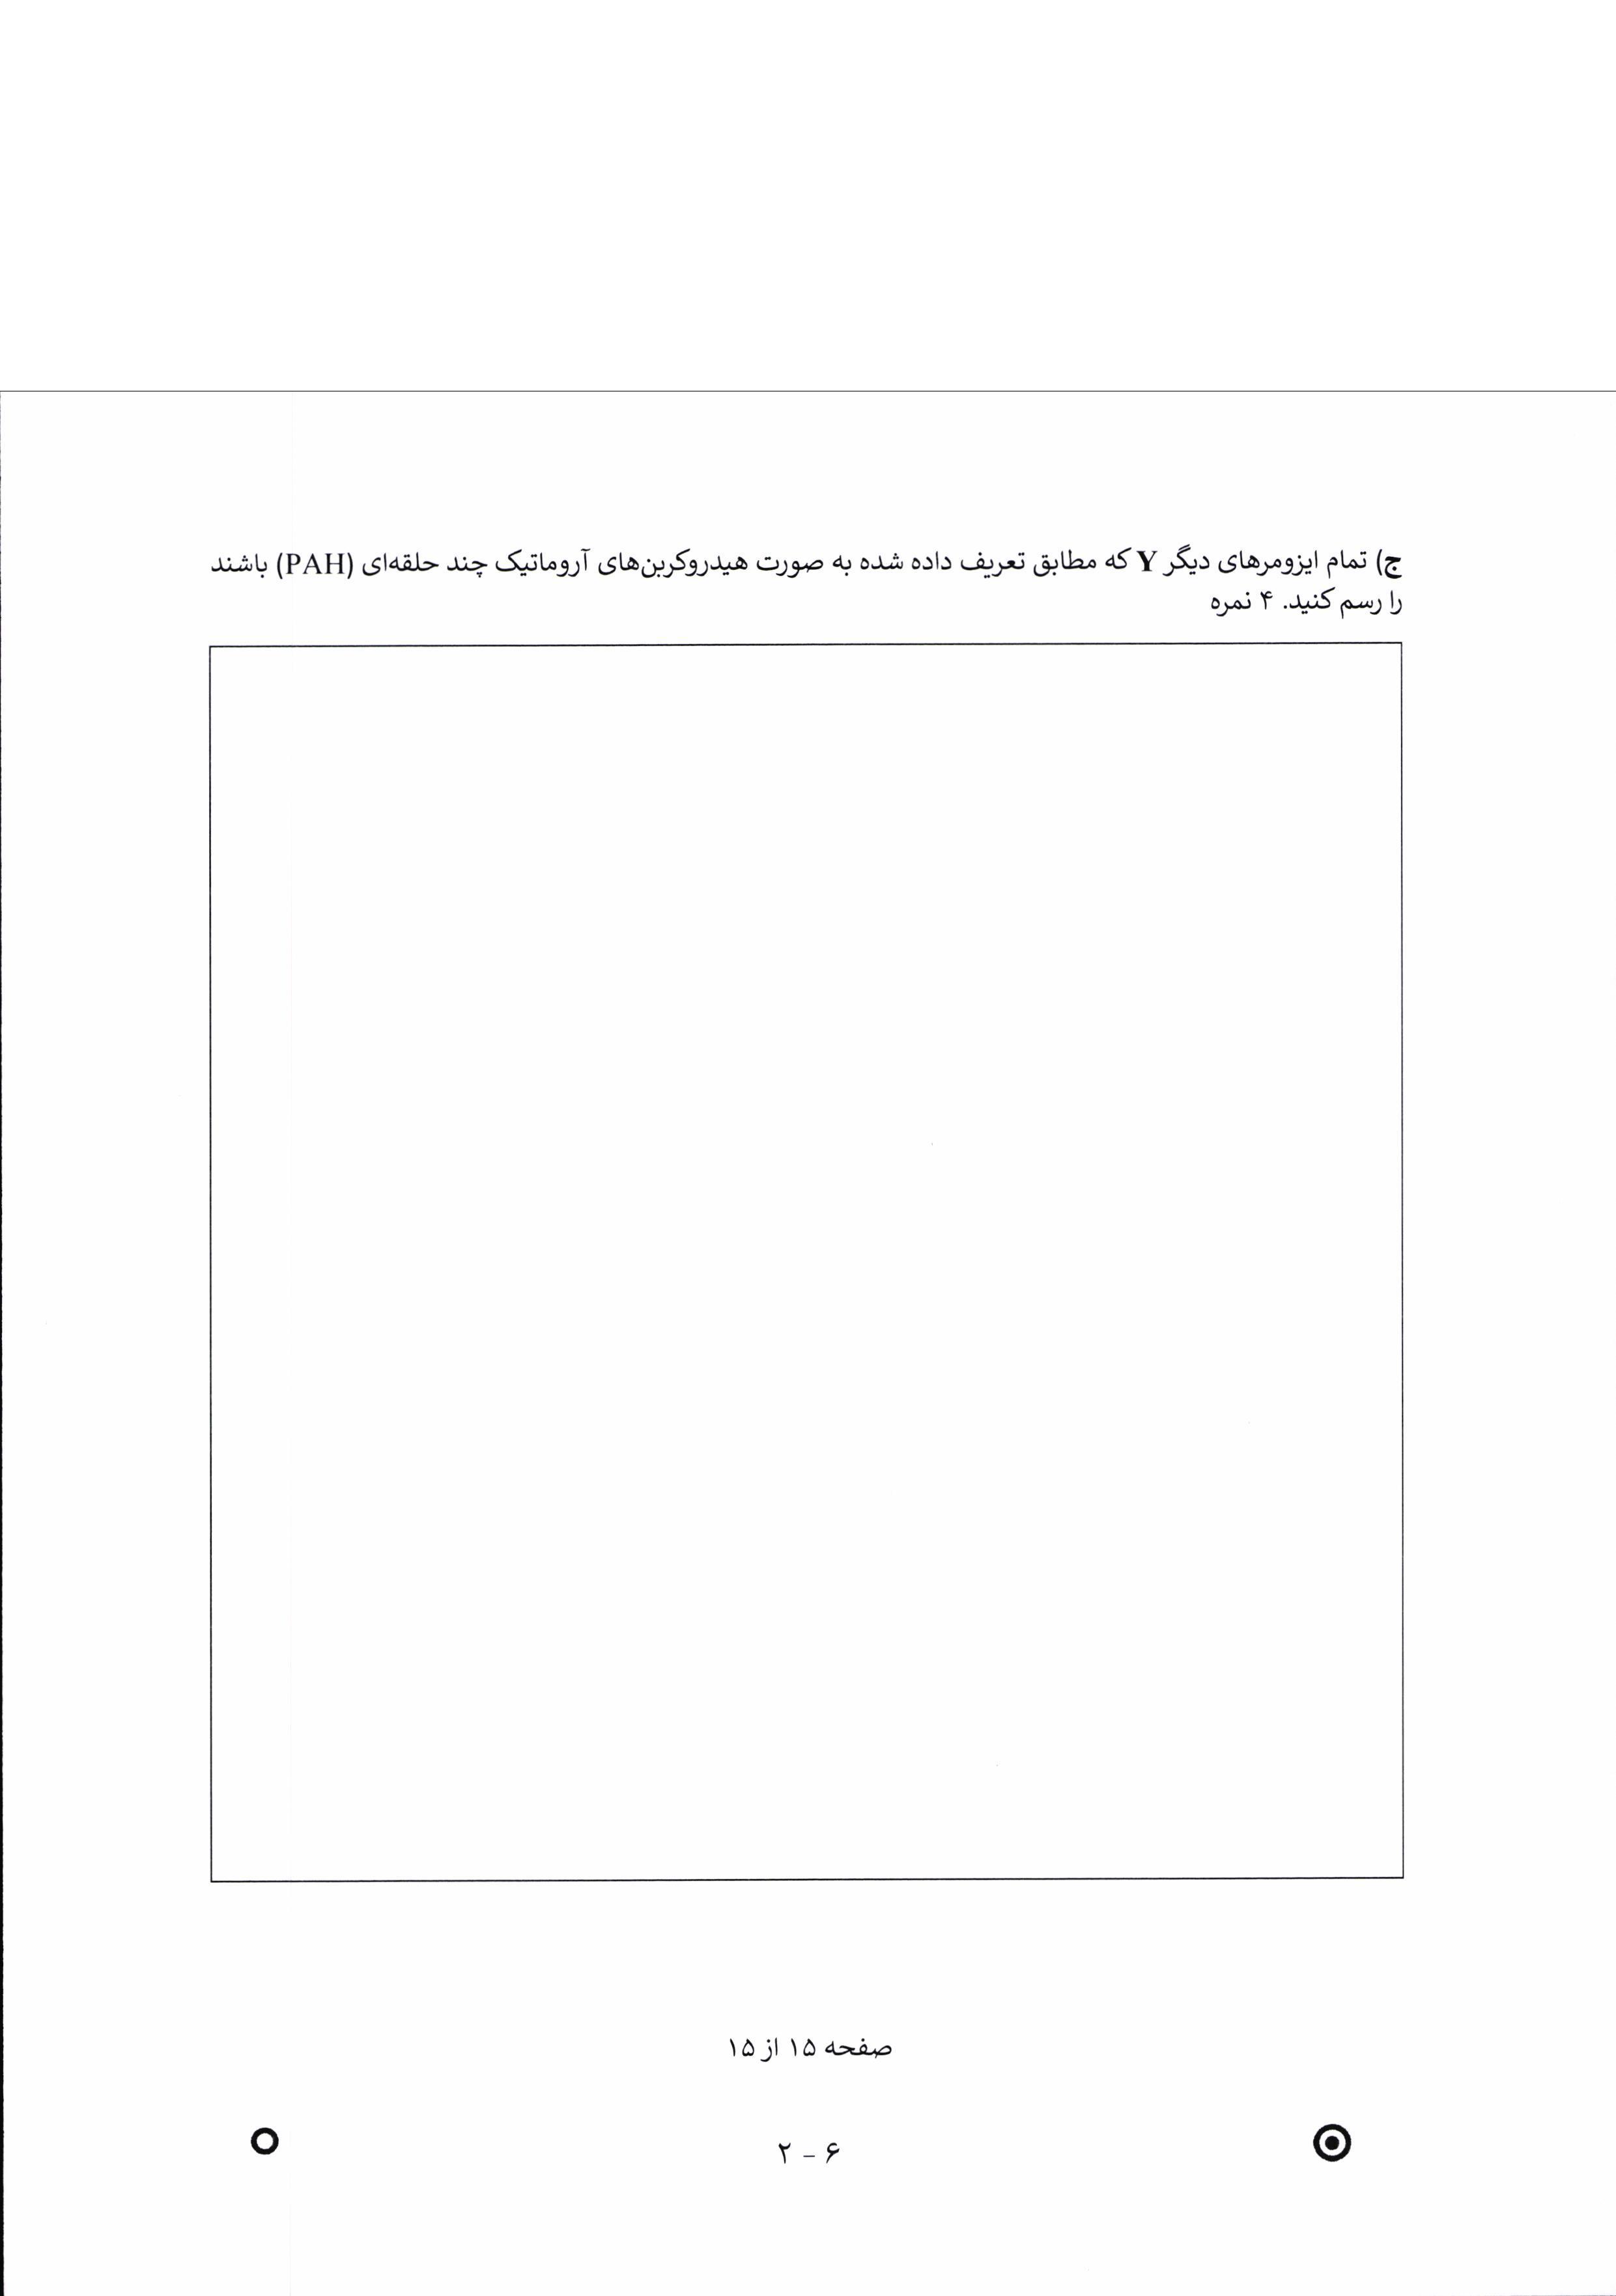 ج) تمام ایزومرهای دیگر Y که مطابق تعریف داده شده به صورت هیدروکربن‌های آروماتیک چند حلقه‌ای (PAH) باشند
را رسم کنید. ۴ نمره
صفحه ۱۵ از ۱۵
۲ – ۶